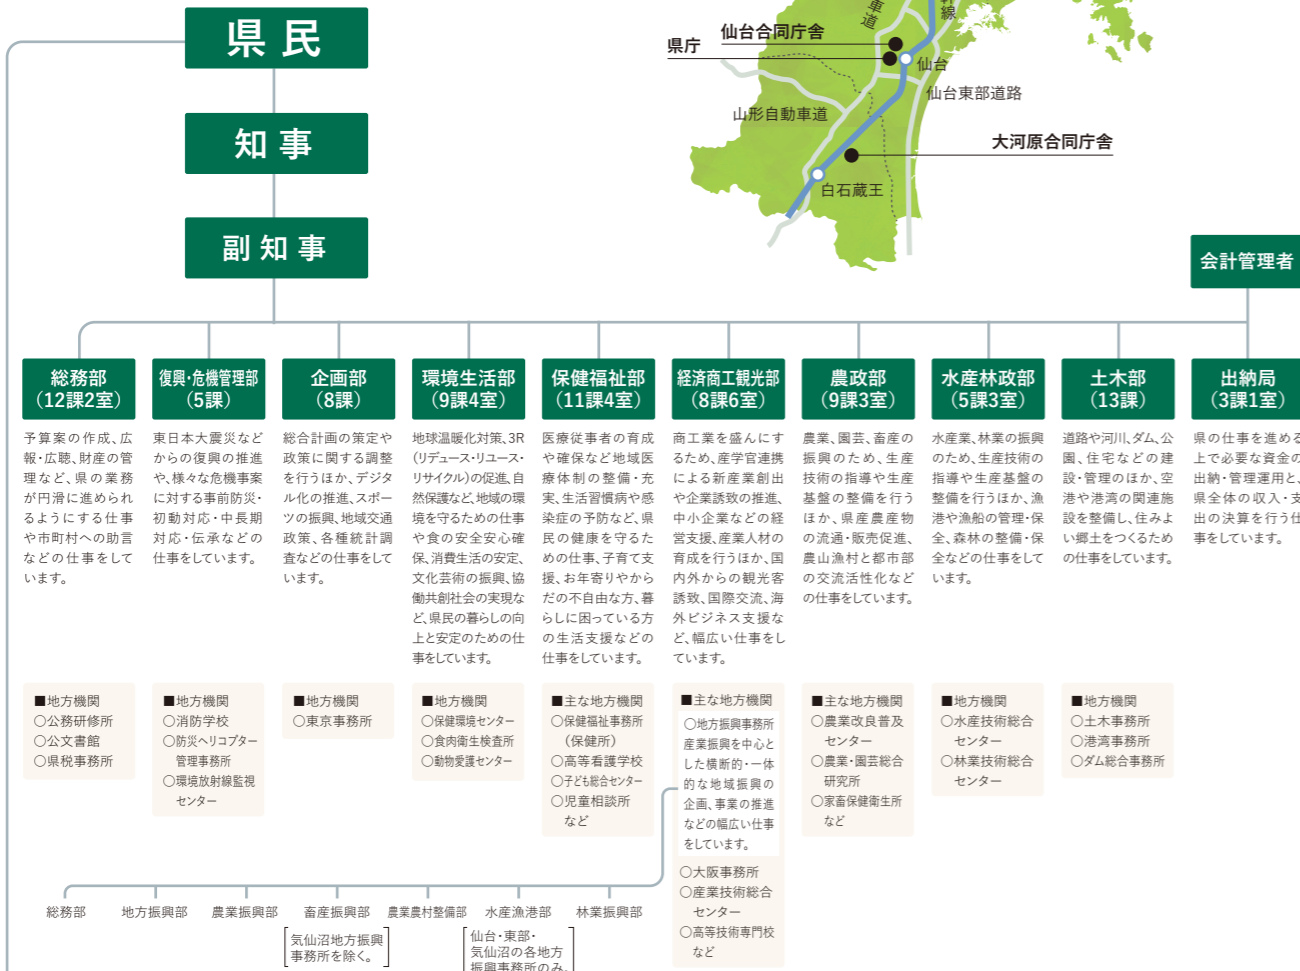 県民
知事
副知事
車道
幹線
仙台合同庁舎
県庁
仙台
仙台東部道路
山形自動車道
大河原合同庁舎
白石蔵王
会計管理者
総務部
（12課2室）
予算案の作成、広
報・広聴、財産の管
理など、県の業務
が円滑に進められ
るようにする仕事
や市町村への助言
などの仕事をして
います。
■地方機関
○公務研修所
○公文書館
○県税事務所
復興・危機管理部
（5課）
東日本大震災など
からの復興の推進
や、様々な危機事案
に対する事前防災・
初動対応・中長期
対応・伝承などの
仕事をしています。
■地方機関
○消防学校
○防災ヘリコプター
管理事務所
○環境放射線監視
センター
企画部
（8課）
総合計画の策定や
政策に関する調整
を行うほか、デジタ
ル化の推進、スポー
ツの振興、地域交通
政策、各種統計調
査などの仕事をして
います。
■地方機関
○東京事務所
環境生活部
（9課4室）
地球温暖化対策、3R
（リデュース・リユース・
リサイクル）の促進、自
然保護など、地域の環
境を守るための仕事
や食の安全安心確
保、消費生活の安定、
文化芸術の振興、協
働共創社会の実現な
ど、県民の暮らしの向
上と安定のための仕
事をしています。
■地方機関
○保健環境センター
○食肉衛生検査所
○動物愛護センター
保健福祉部
（11課4室）
医療従事者の育成
や確保など地域医
療体制の整備・充
実、生活習慣病や感
染症の予防など、県
民の健康を守るた
めの仕事、子育て支
援、お年寄りやから
だの不自由な方、暮
らしに困っている方
の生活支援などの
仕事をしています。
■主な地方機関
○保健福祉事務所
（保健所）
○高等看護学校
○子ども総合センター
○児童相談所
など
経済商工観光部
（8課6室）
商工業を盛んにす
るため、産学官連携
による新産業創出
や企業誘致の推進、
中小企業などの経
営支援、産業人材の
育成を行うほか、国
内外からの観光客
誘致、国際交流、海
外ビジネス支援な
ど、幅広い仕事をし
ています。
■主な地方機関
○地方振興事務所
産業振興を中心と
した横断的・一体
的な地域振興の
企画、事業の推進
などの幅広い仕事
をしています。
○大阪事務所
○産業技術総合
センター
○高等技術専門校
など
農政部
（9課3室）
農業、園芸、畜産の
振興のため、生産
技術の指導や生産
基盤の整備を行う
ほか、県産農産物
の流通・販売促進、
農山漁村と都市部
の交流活性化など
の仕事をしています。
■主な地方機関
○農業改良普及
センター
○農業・園芸総合
研究所
○家畜保健衛生所
など
水産林政部
（5課3室）
水産業、林業の振興
のため、生産技術の
指導や生産基盤の
整備を行うほか、漁
港や漁船の管理・保
全、森林の整備・保
全などの仕事をして
います。
■地方機関
○水産技術総合
センター
○林業技術総合
センター
土木部
（13課）
道路や河川、ダム、公
園、住宅などの建
設・管理のほか、空
港や港湾の関連施
設を整備し、住みよ
い郷土をつくるため
の仕事をしています。
■地方機関
○土木事務所
○港湾事務所
○ダム総合事務所
出納局
（3課1室）
県の仕事を進める
上で必要な資金の
出納・管理運用と、
県全体の収入・支
出の決算を行う仕
事をしています。
総務部
地方振興部
農業振興部
畜産振興部
農業農村整備部
水産漁港部
林業振興部
気仙沼地方振興
事務所を除く。
仙台・東部・
気仙沼の各地方
振興事務所のみ。